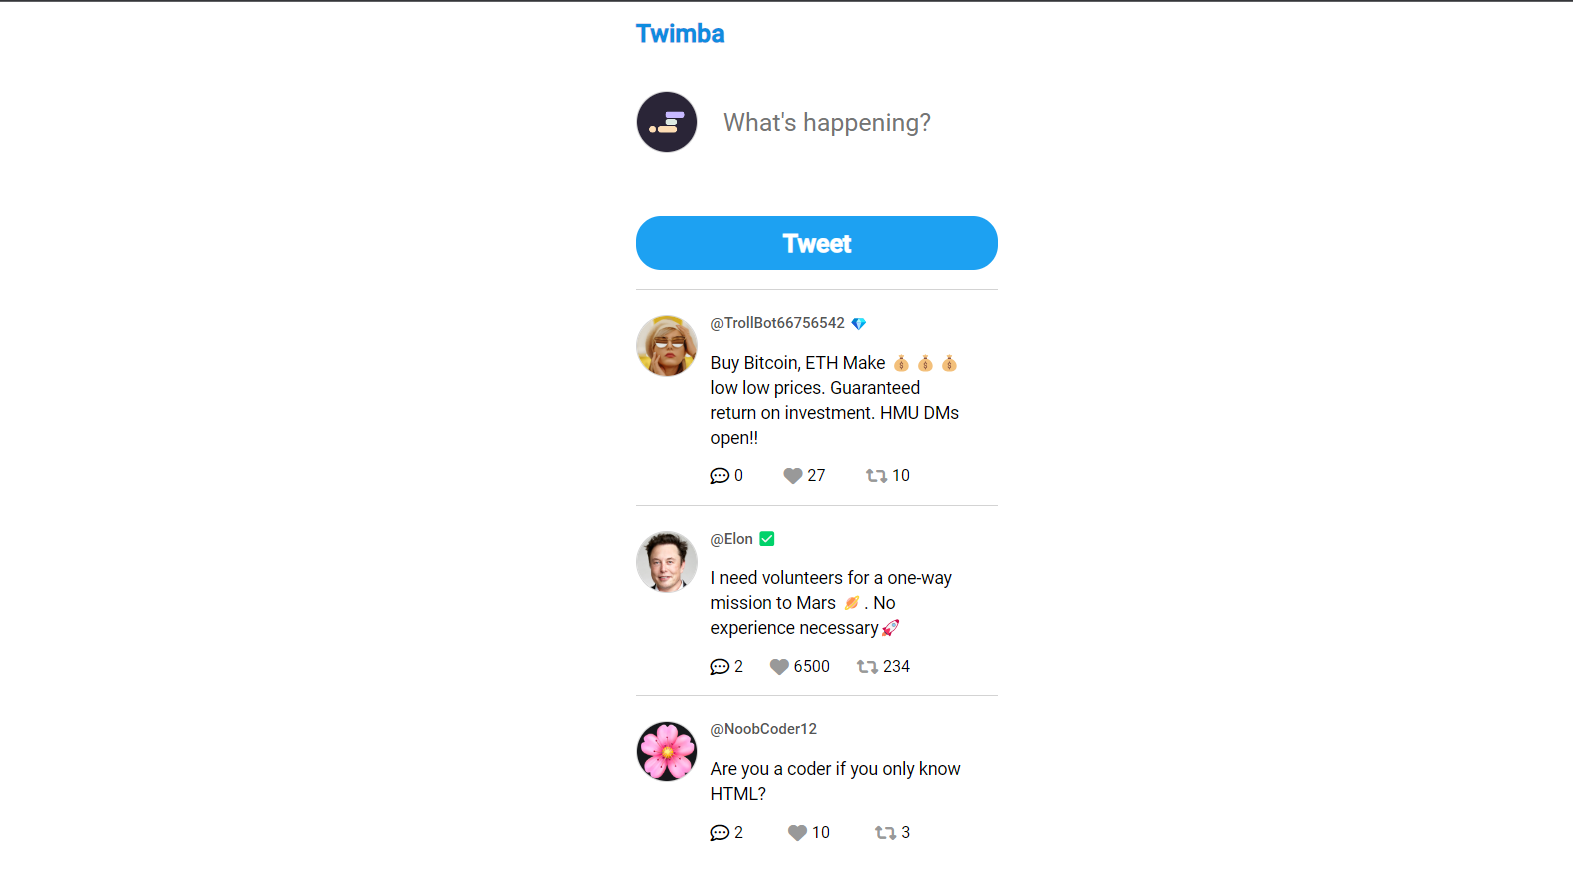 Twimba
What's happening?
Tweet
@TrollBot66756542 💎
Buy Bitcoin, ETH Make 💰 💰 💰
low low prices. Guaranteed
return on investment. HMU DMs
open!!
0 27 10
@Elon ✅
I need volunteers for a one-way
mission to Mars 🪐. No
experience necessary🚀
2 6500 234
@NoobCoder12
Are you a coder if you only know
HTML?
2 10 3